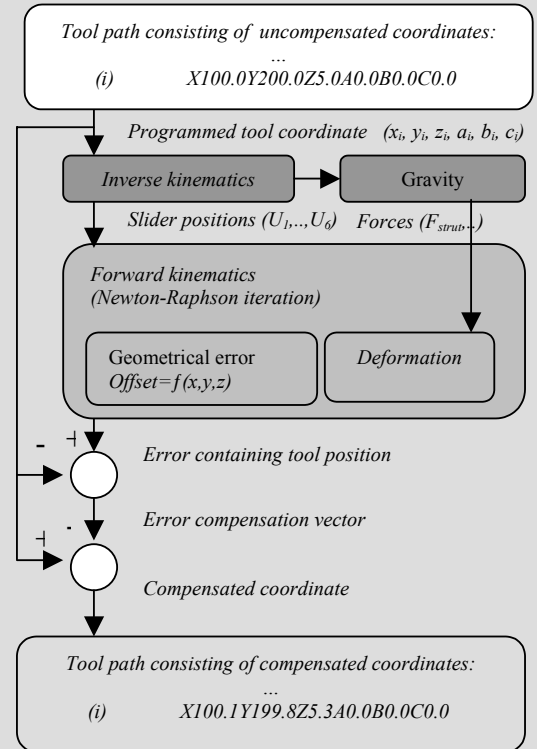 Tool path consisting of uncompensated coordinates:
...
(i) X100.0Y200.0Z5.0A0.0B0.0C0.0
Programmed tool coordinate (xi, yi, zi, ai, bi, ci)
Inverse kinematics
Gravity
Slider positions (U1,..,U6) Forces (Fstrut,..)
Forward kinematics
(Newton-Raphson iteration)
Geometrical error
Offset=f(x,y,z)
Deformation
- +
Error containing tool position
Error compensation vector
+ -
Compensated coordinate
Tool path consisting of compensated coordinates:
...
(i) X100.1Y199.8Z5.3A0.0B0.0C0.0